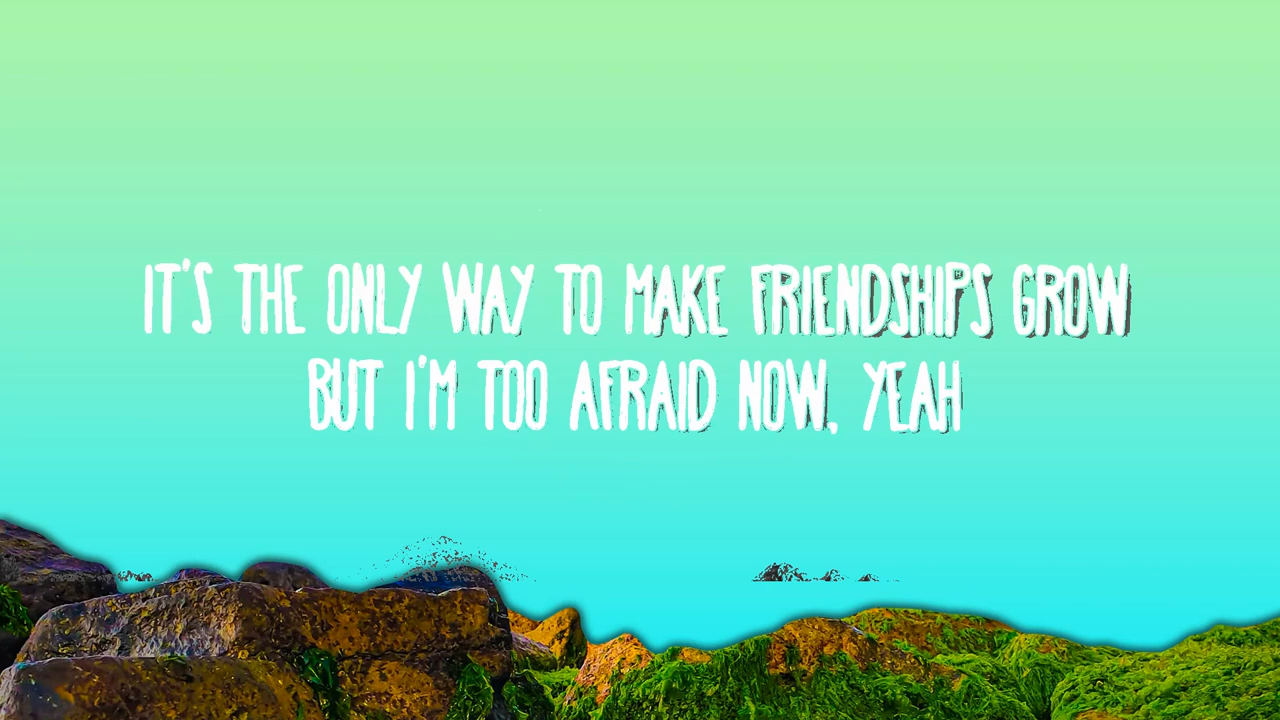 IT'S THE ONLY WAY TO MAKE FRIENDSHIPS GROW
BUT I'M TOO AFRAID NOW, YEAH